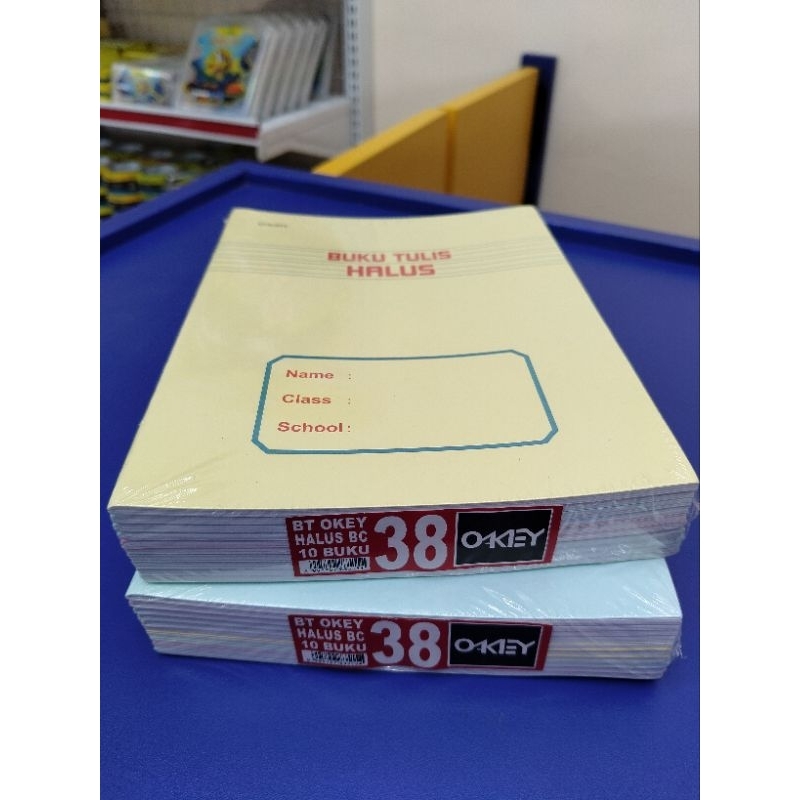 BUKU TULIS
HALUS
Name :
Class :
School :
BT OKEY
HALUS BC
10 BUKU
38
OKEY
BT OKEY
HALUS BC
10 BUKU
38
OKEY